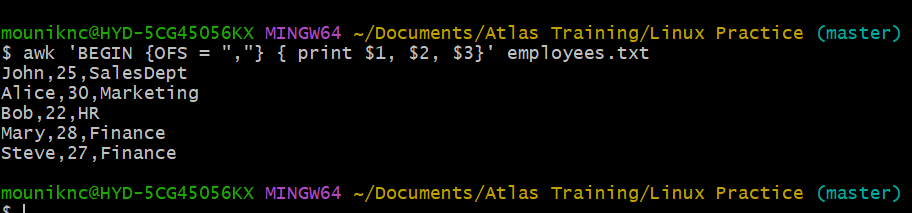 mouniknc@HYD-5CG45056KX MINGW64 ~/Documents/Atlas Training/Linux Practice (master)
$ awk 'BEGIN {OFS = ","} { print $1, $2, $3}' employees.txt
John,25,SalesDept
Alice,30,Marketing
Bob,22,HR
Mary,28,Finance
Steve,27,Finance
mouniknc@HYD-5CG45056KX MINGW64 ~/Documents/Atlas Training/Linux Practice (master)
$